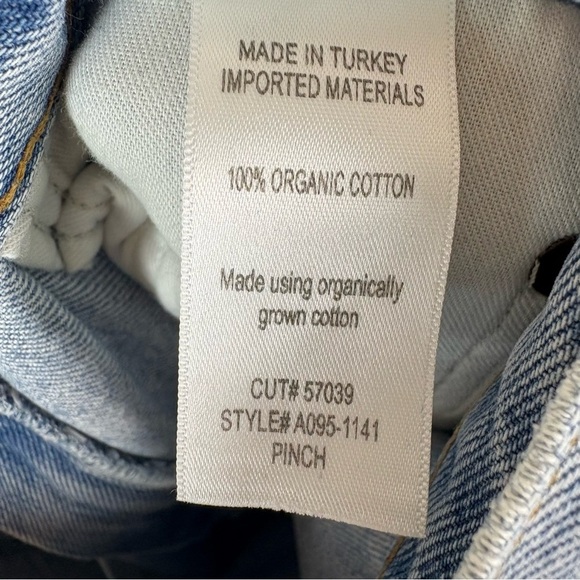 MADE IN TURKEY
IMPORTED MATERIALS
100% ORGANIC COTTON
Made using organically
grown cotton
CUT# 57039
STYLE# A095-1141
PINCH